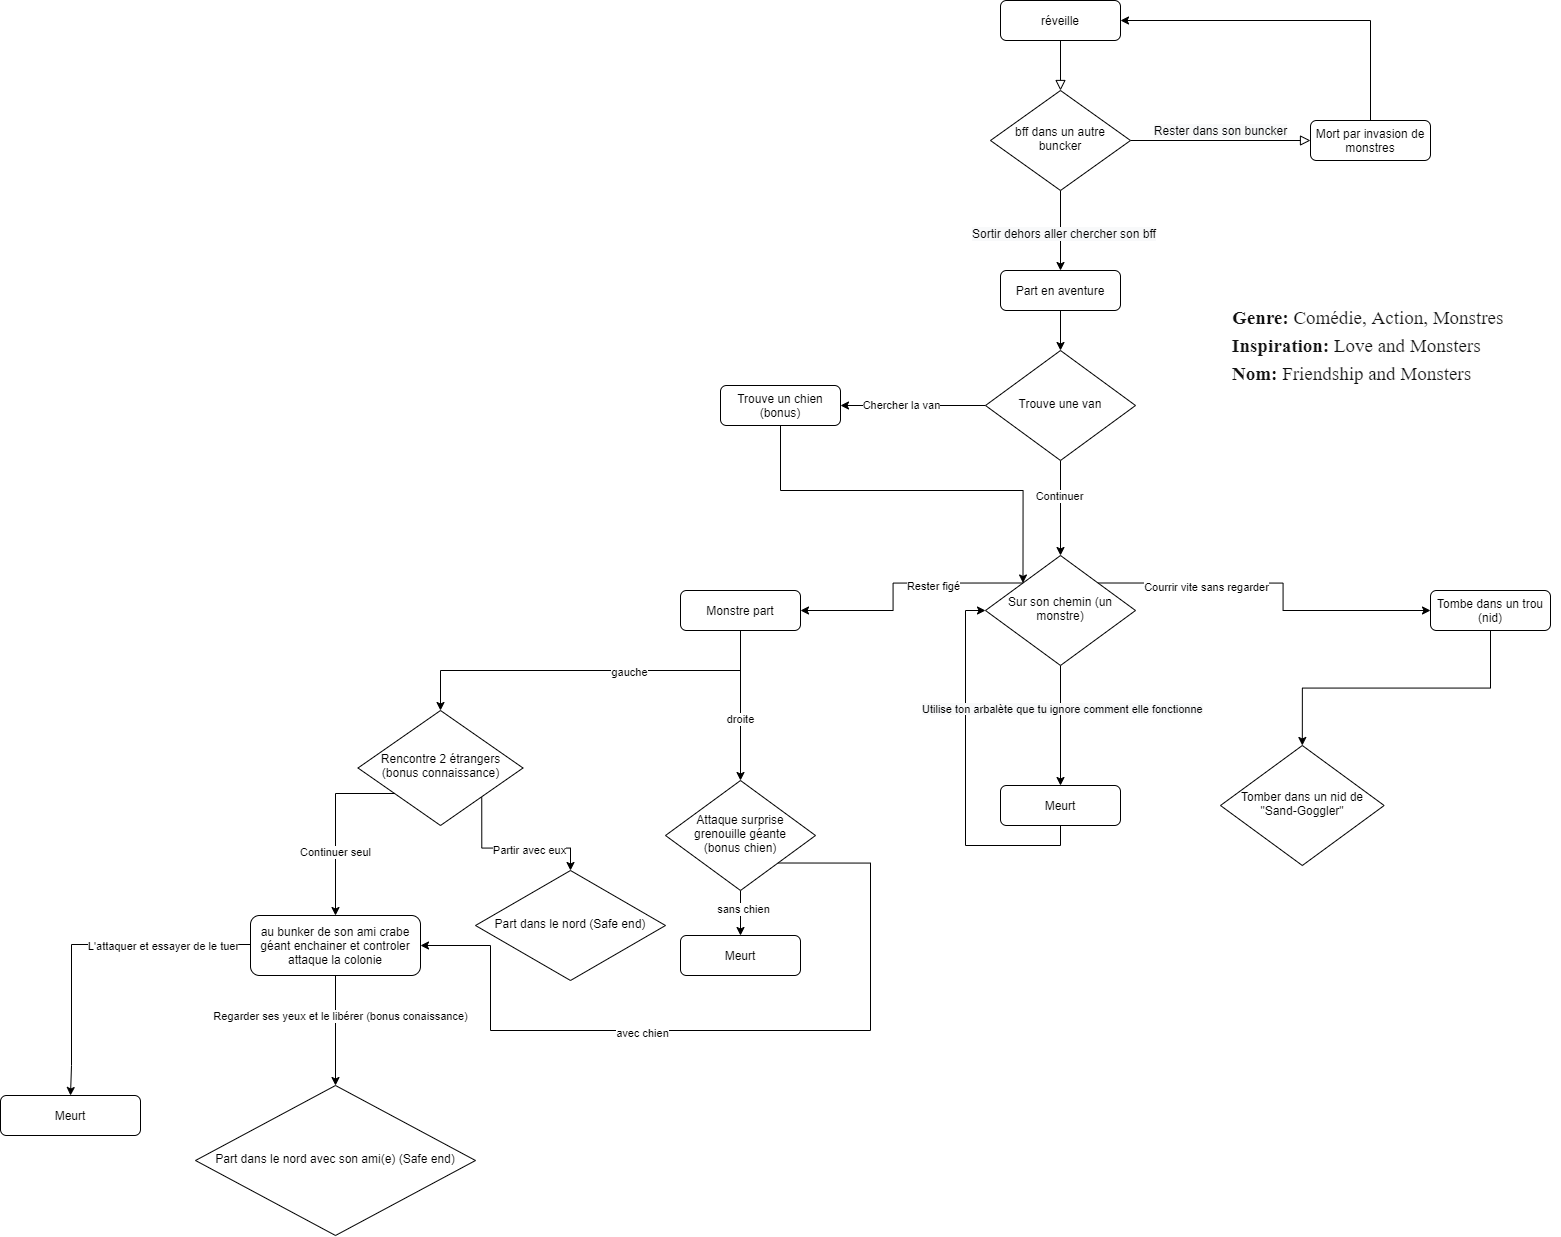 réveille
bff dans un autre
buncker
Rester dans son buncker
Mort par invasion de
monstres
Sortir dehors aller chercher son bff
Part en aventure
Genre: Comédie, Action, Monstres
Inspiration: Love and Monsters
Nom: Friendship and Monsters
Trouve un chien
(bonus)
Chercher la van
Trouve une van
Continuer
Rester figé
Courrir vite sans regarder
Monstre part
Sur son chemin (un
monstre)
Tombe dans un trou
(nid)
gauche
droite
Utilise ton arbalète que tu ignore comment elle fonctionne
Rencontre 2 étrangers
(bonus connaissance)
Attaque surprise
grenouille géante
(bonus chien)
Meurt
Tomber dans un nid de
"Sand-Goggler"
Continuer seul
Partir avec eux
sans chien
Part dans le nord (Safe end)
au bunker de son ami crabe
géant enchainer et controler
attaque la colonie
L'attaquer et essayer de le tuer
Meurt
Regarder ses yeux et le libérer (bonus conaissance)
avec chien
Meurt
Part dans le nord avec son ami(e) (Safe end)